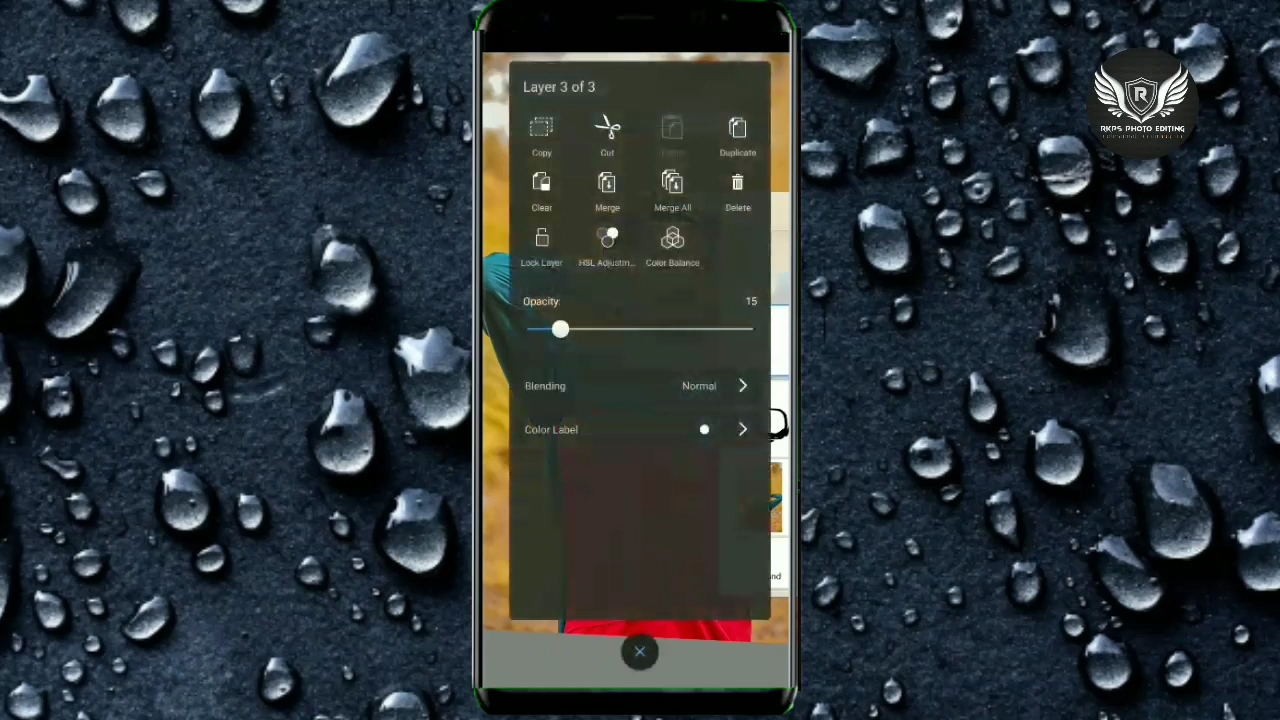 Layer 3 of 3
Copy Cut Duplicate
Clear Merge Merge All Delete
Lock Layer HSL Adjustm... Color Balance
Opacity: 15
Blending Normal
Color Label
R
RKPS PHOTO EDITING